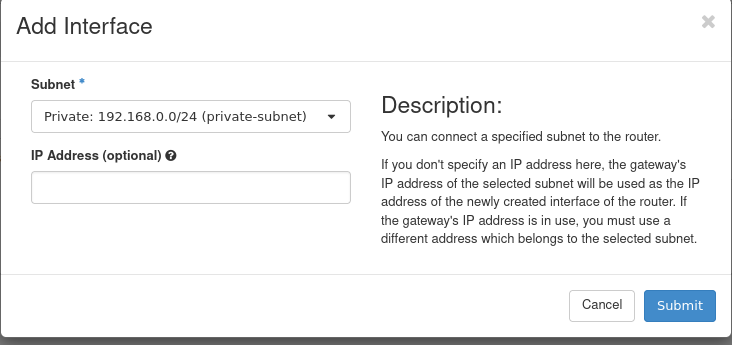 Add Interface
×
Subnet *
Private: 192.168.0.0/24 (private-subnet)
IP Address (optional) ?
Description:
You can connect a specified subnet to the router.
If you don't specify an IP address here, the gateway's
IP address of the selected subnet will be used as the IP
address of the newly created interface of the router. If
the gateway's IP address is in use, you must use a
different address which belongs to the selected subnet.
Cancel
Submit